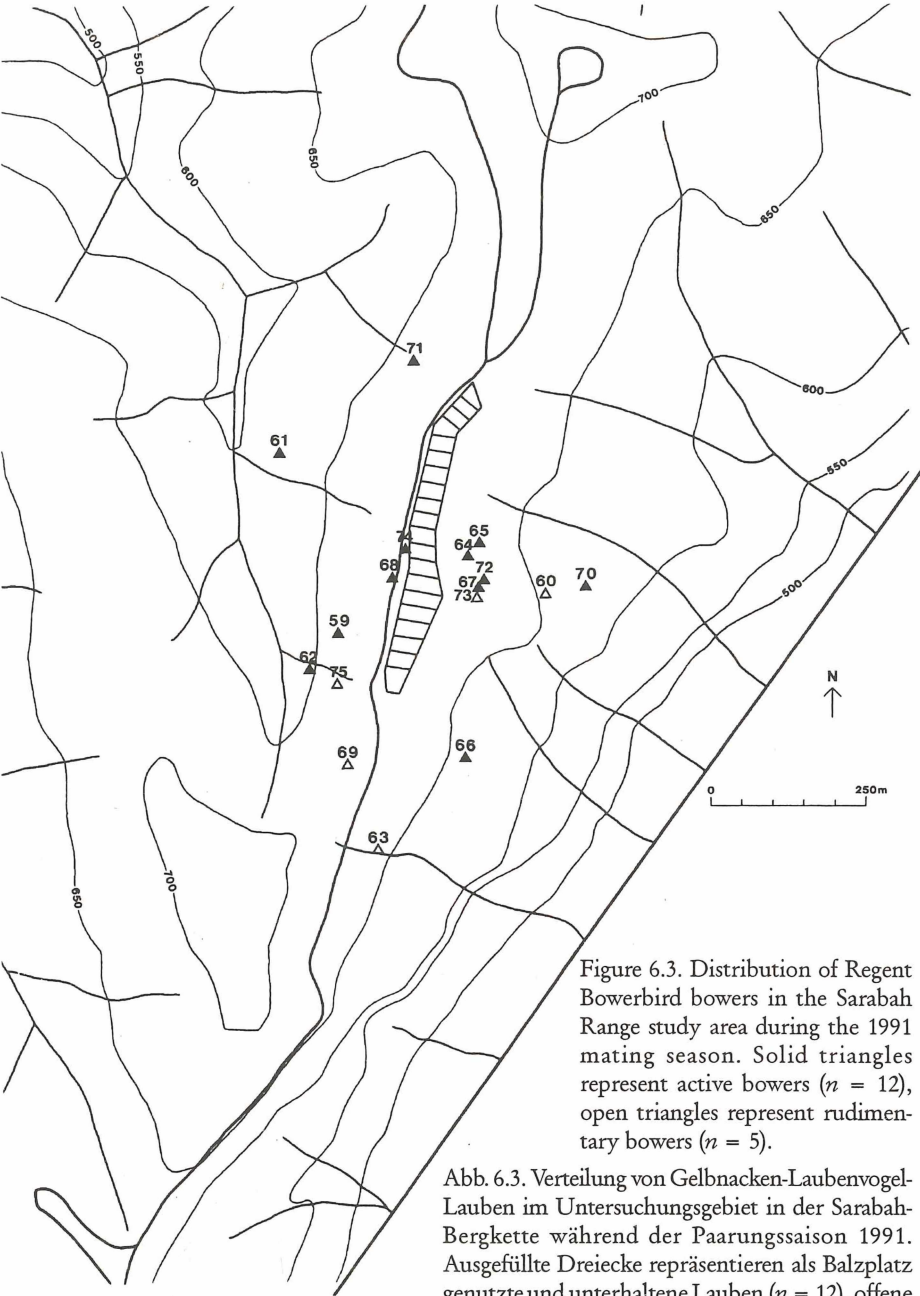 500
550
600
650
700
650
71
600
61
550
65
74
64
68
72
67
60
70
73
500
59
62
75
N
69
66
0 250m
63
700
650
Figure 6.3. Distribution of Regent
Bowerbird bowers in the Sarabah
Range study area during the 1991
mating season. Solid triangles
represent active bowers (n = 12),
open triangles represent rudimen-
tary bowers (n = 5).
Abb. 6.3. Verteilung von Gelbnacken-Laubenvogel-
Lauben im Untersuchungsgebiet in der Sarabah-
Bergkette während der Paarungssaison 1991.
Ausgefüllte Dreiecke repräsentieren als Balzplatz
genutzte und unterhaltene Lauben (n = 12), offene